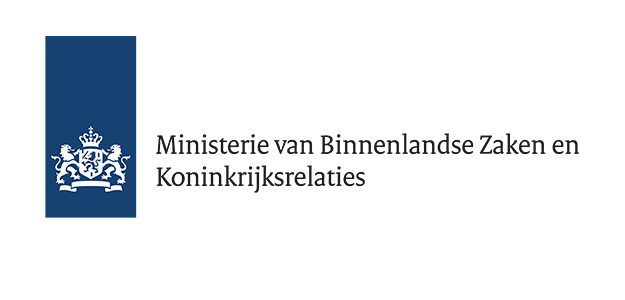 Ministerie van Binnenlandse Zaken en
Koninkrijksrelaties